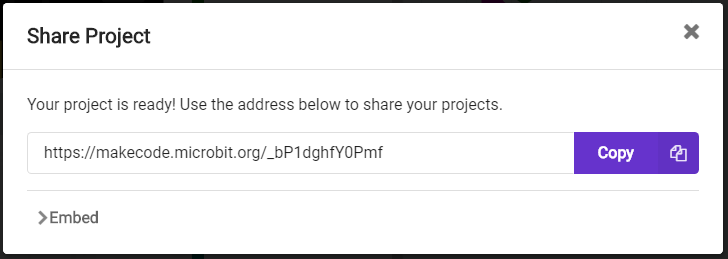 Share Project
Your project is ready! Use the address below to share your projects.
https://makecode.microbit.org/_bP1dghfY0Pmf
Copy
Embed